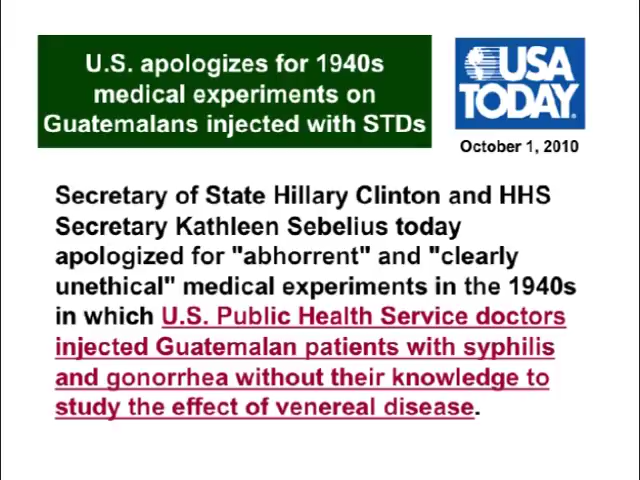 U.S. apologizes for 1940s
medical experiments on
Guatemalans injected with STDs
USA
TODAY.
October 1, 2010
Secretary of State Hillary Clinton and HHS
Secretary Kathleen Sebelius today
apologized for "abhorrent" and "clearly
unethical" medical experiments in the 1940s
in which U.S. Public Health Service doctors
injected Guatemalan patients with syphilis
and gonorrhea without their knowledge to
study the effect of venereal disease.